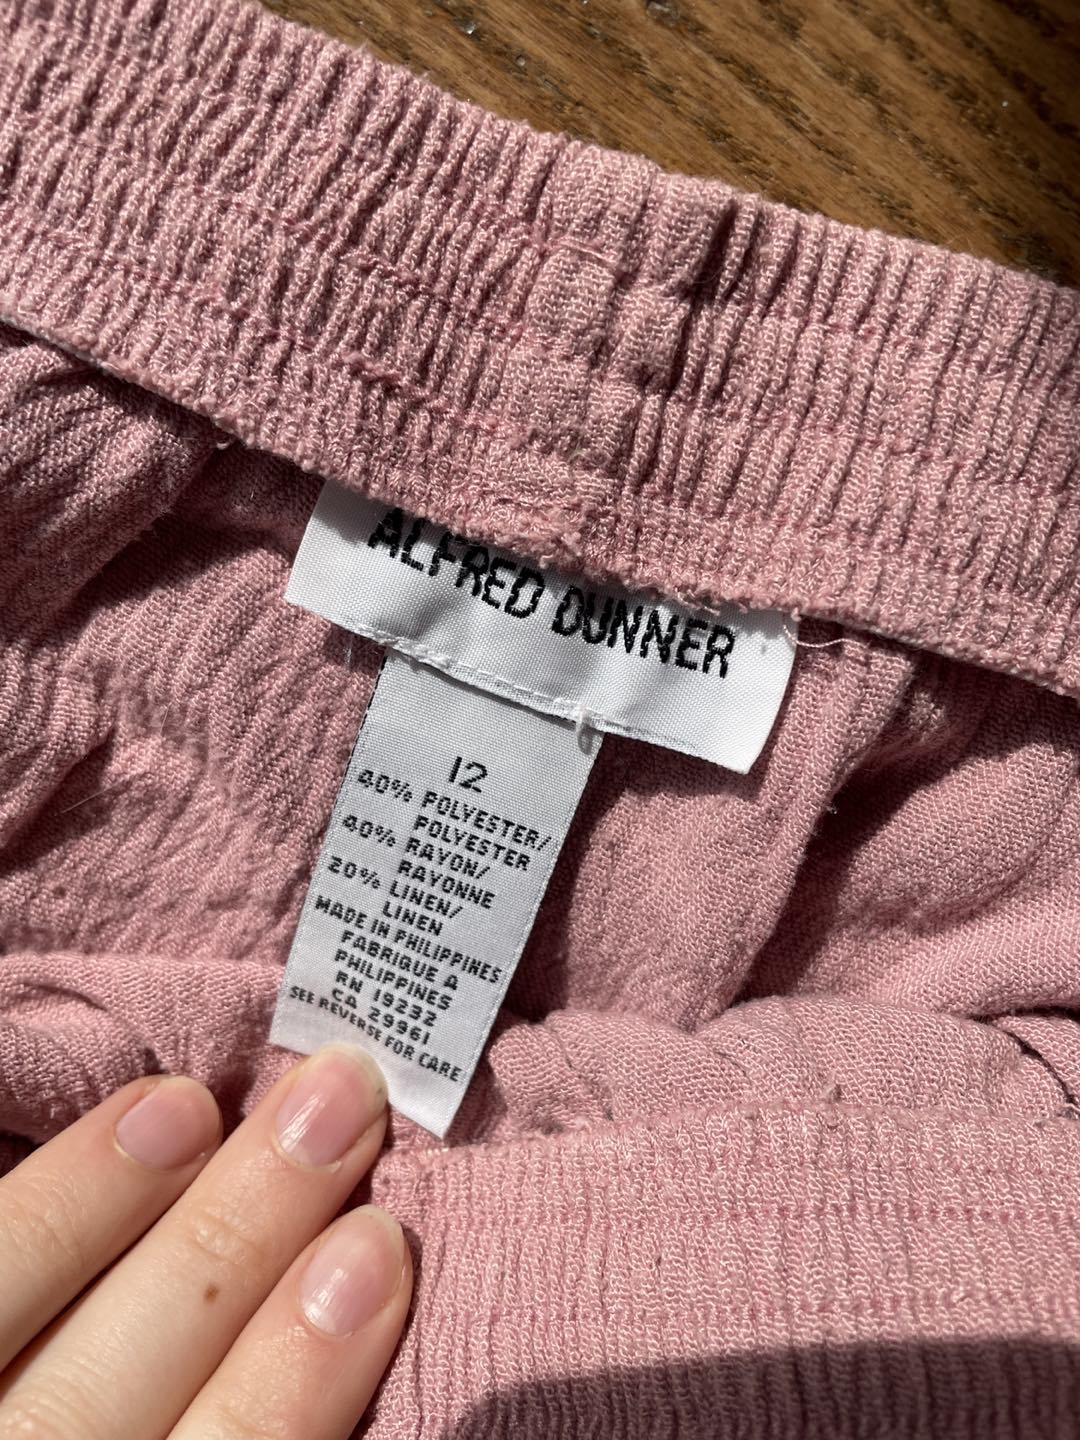 ALFRED DUNNER
12
40% POLYESTER/
POLYESTER
40% RAYON/
RAYONNE
20% LINEN/
LINEN
MADE IN PHILIPPINES
FABRIQUE A
PHILIPPINES
RN 19232
CA 29961
SEE REVERSE FOR CARE